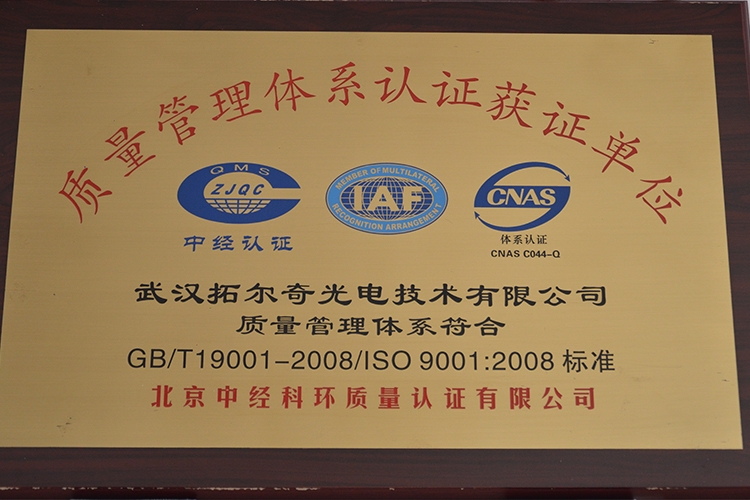 质量管理体系认证获证单位
QMS
ZJQC
中经认证
MEMBER OF MULTILATERAL
IAF
RECOGNITION ARRANGEMENT
CNAS
体系认证
CNAS C044-Q
武汉拓尔奇光电技术有限公司
质量管理体系符合
GB/T19001-2008/ISO 9001:2008 标准
北京中经科环质量认证有限公司